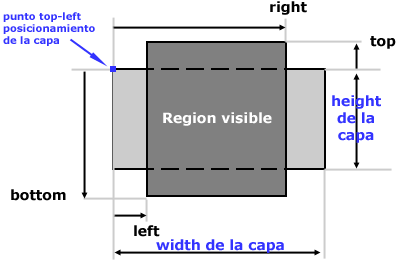 right
punto top-left
posicionamiento
de la capa
top
height
de la
capa
Region visible
bottom
left
width de la capa